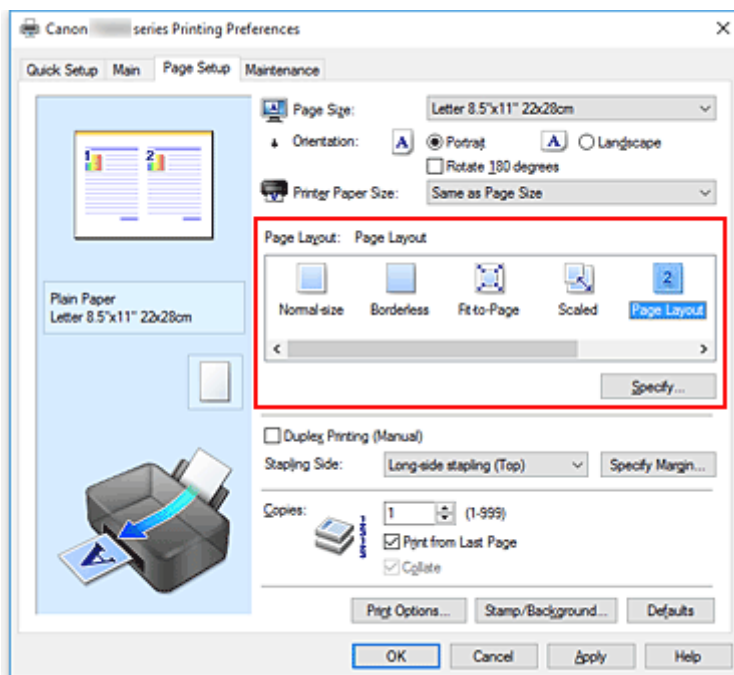 Canon series Printing Preferences
Quick Setup Main Page Setup Maintenance
1 2
Plain Paper
Letter 8.5"x11" 22x28cm
A
Page Size: Letter 8.5"x11" 22x28cm
Orientation: A Portrait A Landscape
Rotate 180 degrees
Printer Paper Size: Same as Page Size
Page Layout: Page Layout
2
Normal-size Borderless Fit-to-Page Scaled Page Layout
Specify...
Duplex Printing (Manual)
Stapling Side: Long-side stapling (Top) Specify Margin...
Copies: 1 (1-999)
Print from Last Page
Collate
Print Options... Stamp/Background... Defaults
OK Cancel Apply Help